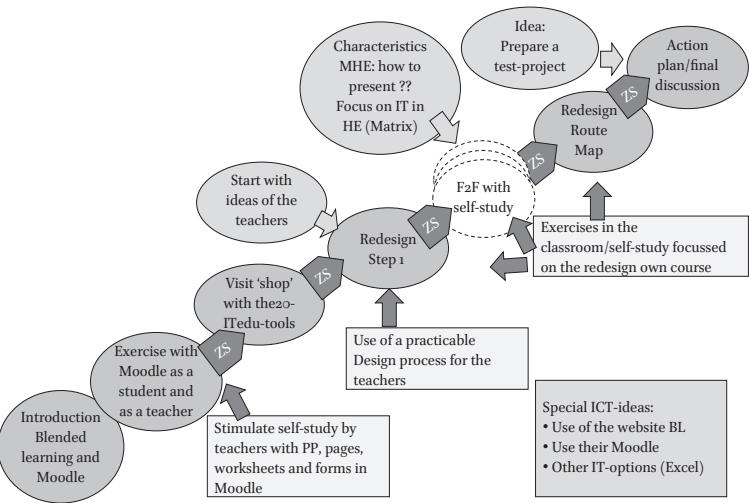 Idea:
Prepare a
test-project
Characteristics
MHE: how to
present ??
Focus on IT in
HE (Matrix)
Action
plan/final
discussion
ZS
Redesign
Route
Map
ZS
F2F with
self-study
Start with
ideas of the
teachers
ZS
Redesign
Step 1
Exercises in the
classroom/self-study focussed
on the redesign own course
ZS
Visit ‘shop’
with the20-
ITedu-tools
Use of a practicable
Design process for the
teachers
ZS
Exercise with
Moodle as a
student and
as a teacher
Introduction
Blended
learning and
Moodle
Stimulate self-study by
teachers with PP, pages,
worksheets and forms in
Moodle
Special ICT-ideas:
• Use of the website BL
• Use their Moodle
• Other IT-options (Excel)